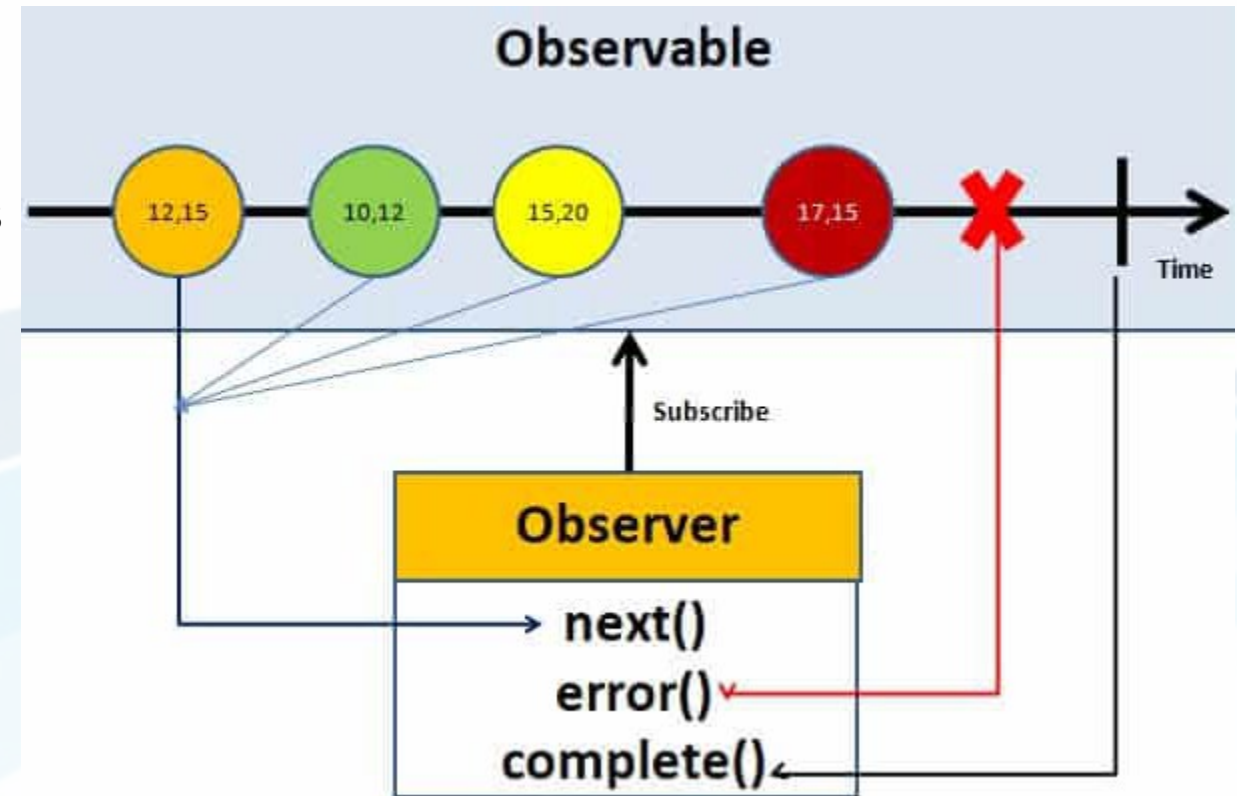 Observable
12,15
10,12
15,20
17,15
Time
Subscribe
Observer
next()
error()
complete()